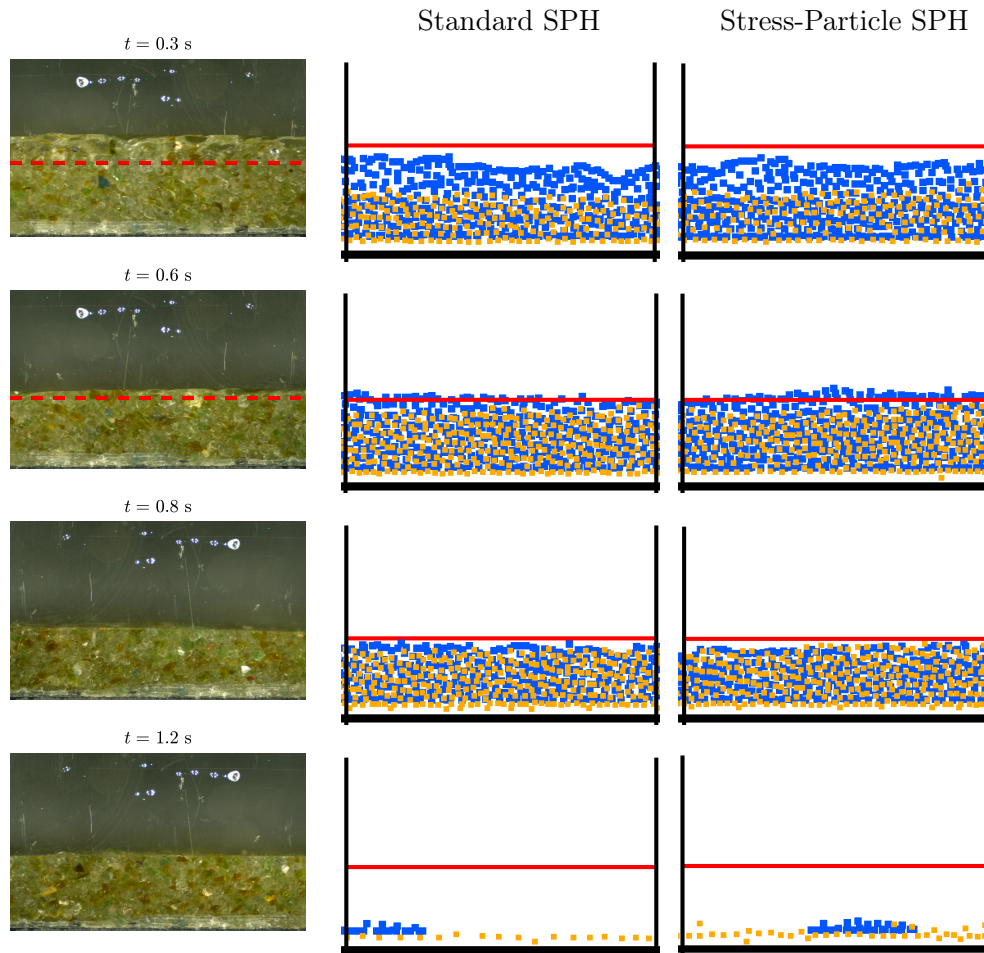 Standard SPH
Stress-Particle SPH
t = 0.3 s
t = 0.6 s
t = 0.8 s
t = 1.2 s